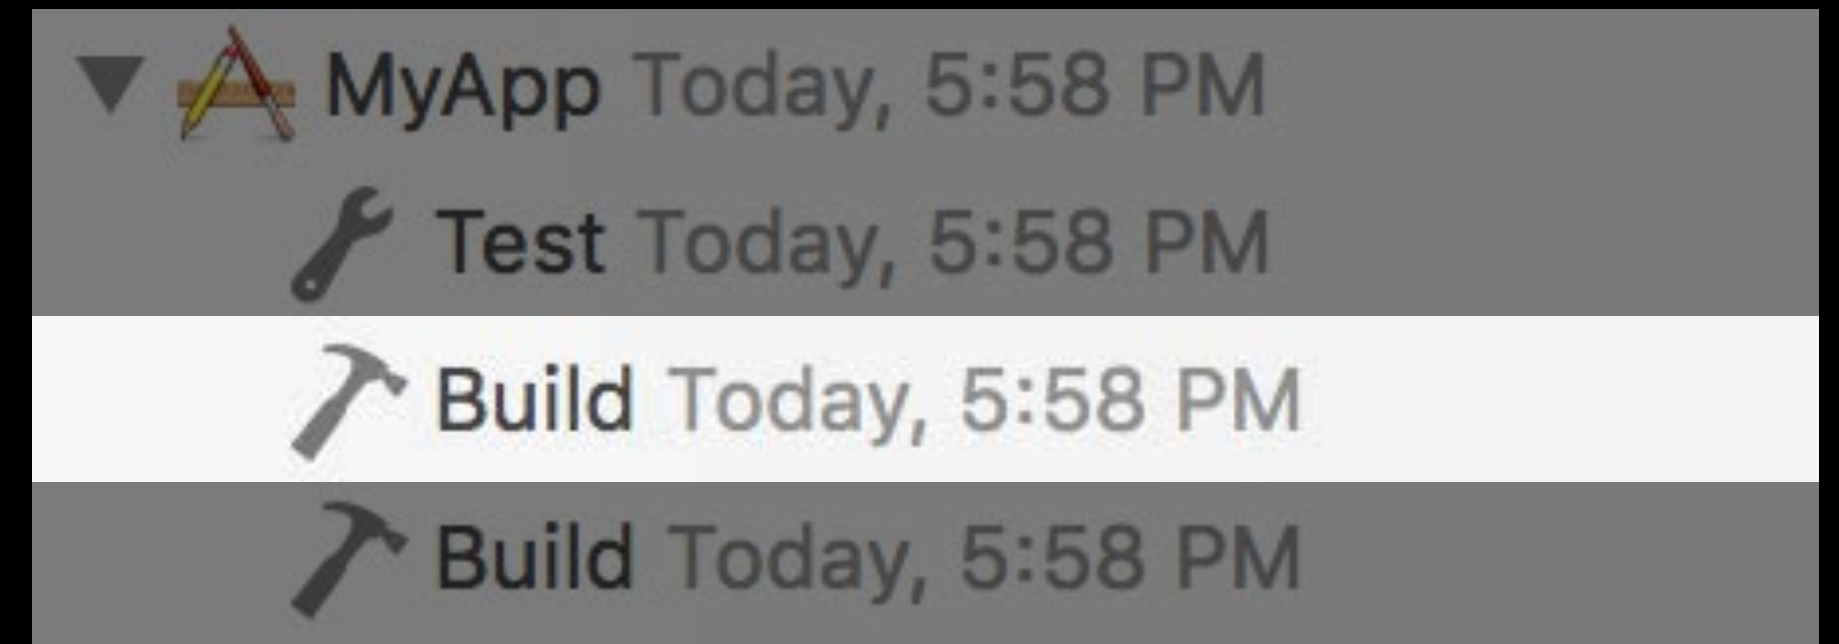 MyApp Today, 5:58 PM
Test Today, 5:58 PM
Build Today, 5:58 PM
Build Today, 5:58 PM